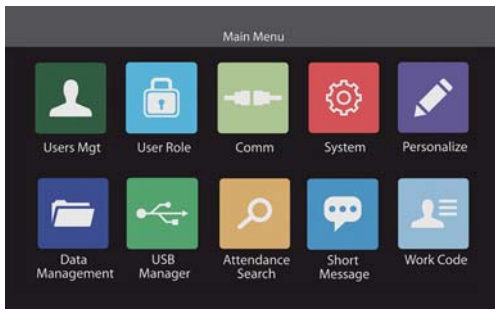 Main Menu
Users Mgt
User Role
Comm
System
Personalize
Data
Management
USB
Manager
Attendance
Search
Short
Message
Work Code